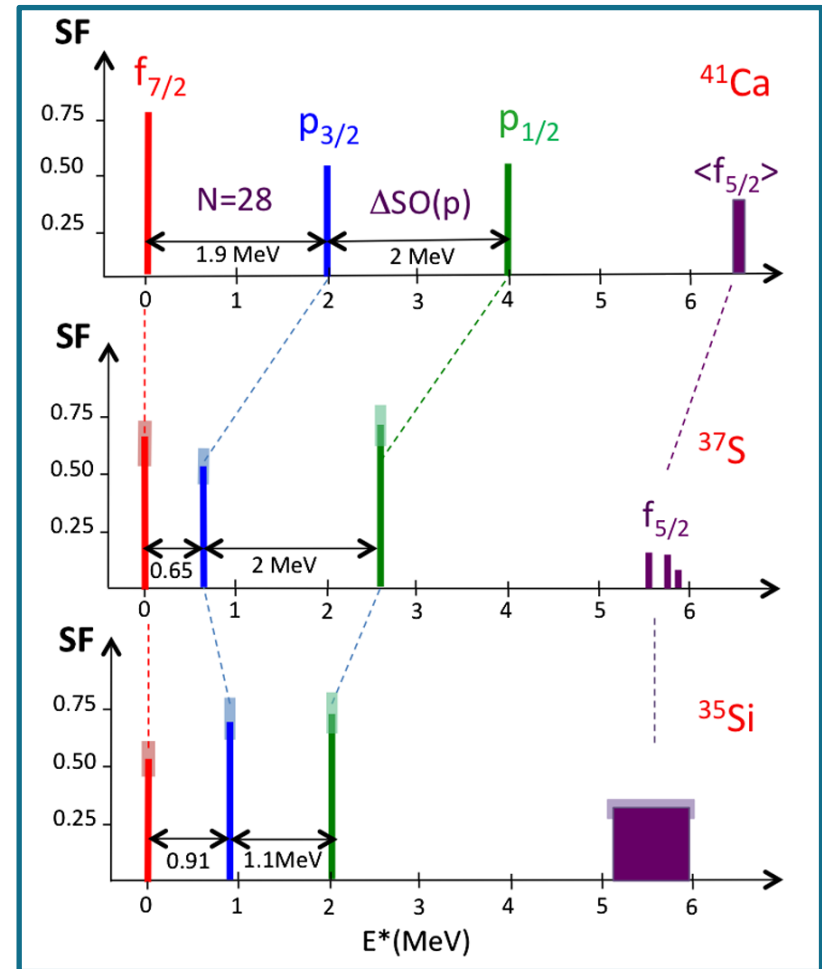 SF
f7/2
41Ca
0.75
p3/2
p1/2
0.50
N=28
ΔSO(p)
<f5/2>
0.25
1.9 MeV
2 MeV
0 1 2 3 4 5 6
SF
0.75
37S
0.50
f5/2
0.25
0.65
2 MeV
0 1 2 3 4 5 6
SF
0.75
35Si
0.50
0.25
0.91
1.1MeV
0 1 2 3 4 5 6
E*(MeV)